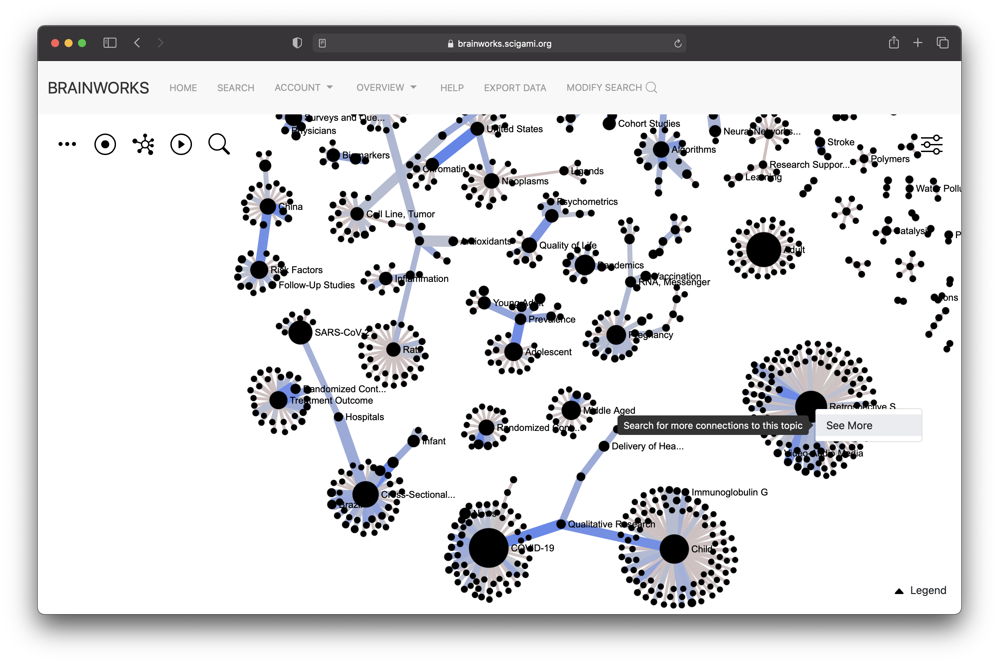 brainworks.scigami.org
BRAINWORKS HOME SEARCH ACCOUNT OVERVIEW HELP EXPORT DATA MODIFY SEARCH
Surveys and Que...
Physicians
United States
Cohort Studies
Neural Networks...
Stroke
Biomarkers
Algorithms
Polymers
Chromatin
Research Suppor...
Ligands
Learning
Neoplasms
Water Pollu
Psychometrics
China
Cell Line, Tumor
Catalysi
P
Antioxidants
Quality of Life
Adult
Pandemics
Risk Factors
Vaccination
Inflammation
RNA, Messenger
Follow-Up Studies
ions
Young Adult
Prevalence
SARS-CoV-2
Pregnancy
Rats
Adolescent
Randomized Cont...
Treatment Outcome
Retrospective S...
Middle Aged
Hospitals
Search for more connections to this topic
See More
Randomized Cont...
Infant
Delivery of Hea...
Video-Audio Media
Immunoglobulin G
Cross-Sectional...
Brazil
News
Qualitative Research
COVID-19
Child
Legend